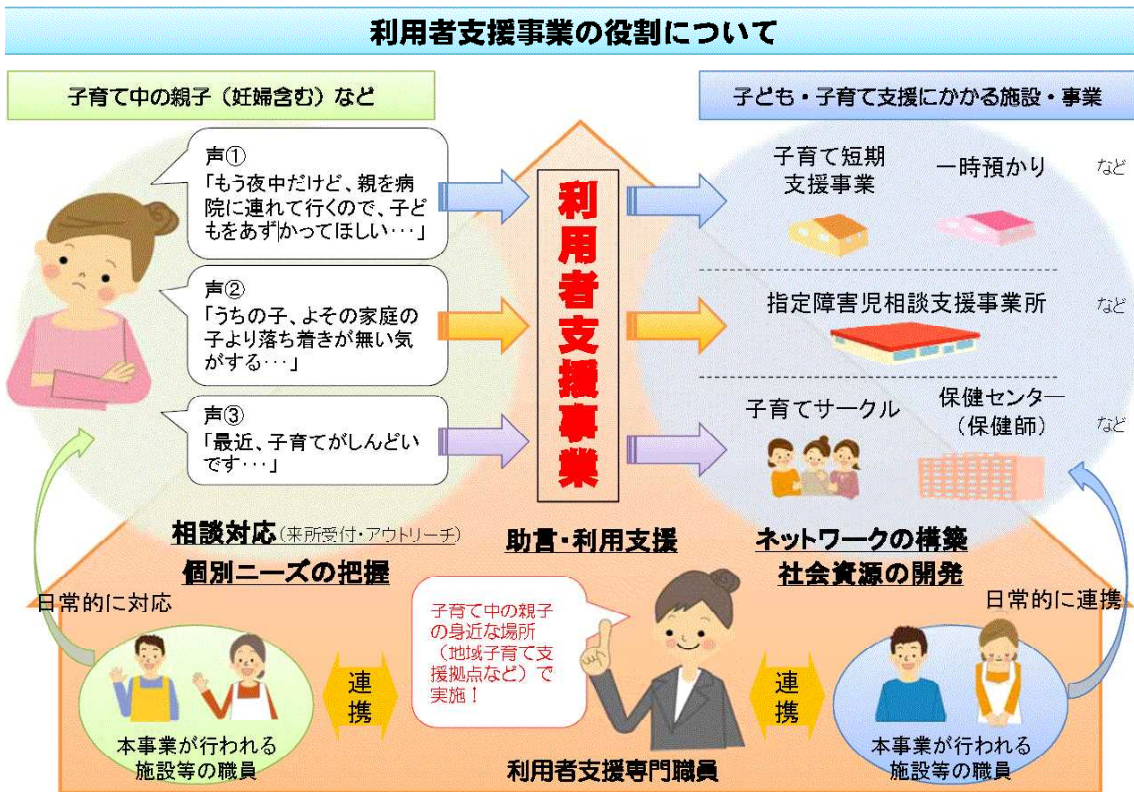 利用者支援事業の役割について
子育て中の親子（妊婦含む）など
子ども・子育て支援にかかる施設・事業
声①
「もう夜中だけど、親を病
院に連れて行くので、子ど
もをあずかってほしい･･･」
声②
「うちの子、よその家庭の
子より落ち着きが無い気
がする･･･」
声③
「最近、子育てがしんどい
です･･･」
利用者支援事業
子育て短期
支援事業
一時預かり
など
指定障害児相談支援事業所
など
子育てサークル
保健センター
（保健師）
など
相談対応（来所受付・アウトリーチ）
個別ニーズの把握
助言・利用支援
ネットワークの構築
社会資源の開発
日常的に対応
日常的に連携
子育て中の親子
の身近な場所
（地域子育て支
援拠点など）で
実施！
連携
連携
本事業が行われる
施設等の職員
利用者支援専門職員
本事業が行われる
施設等の職員